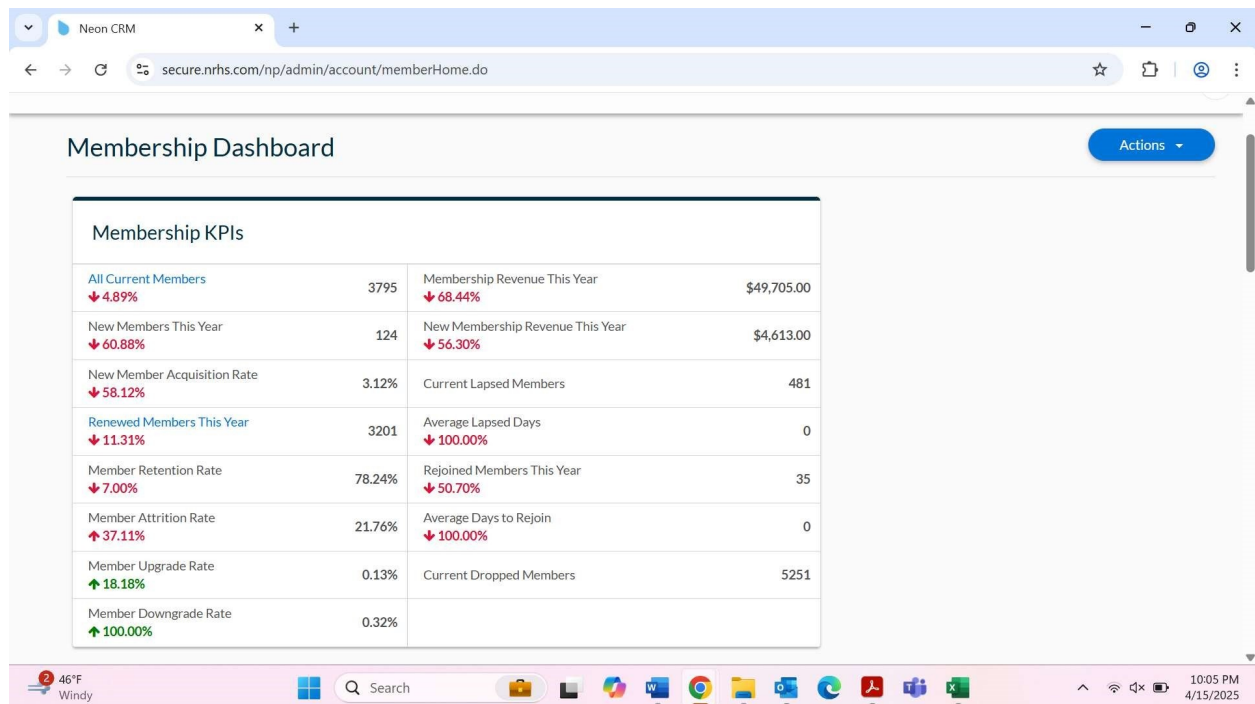 Neon CRM
secure.nrhs.com/np/admin/account/memberHome.do
Membership Dashboard
Actions
Membership KPIs
All Current Members
4.89%
3795
Membership Revenue This Year
68.44%
$49,705.00
New Members This Year
60.88%
124
New Membership Revenue This Year
56.30%
$4,613.00
New Member Acquisition Rate
58.12%
3.12%
Current Lapsed Members
481
Renewed Members This Year
11.31%
3201
Average Lapsed Days
100.00%
0
Member Retention Rate
7.00%
78.24%
Rejoined Members This Year
50.70%
35
Member Attrition Rate
37.11%
21.76%
Average Days to Rejoin
100.00%
0
Member Upgrade Rate
18.18%
0.13%
Current Dropped Members
5251
Member Downgrade Rate
100.00%
0.32%
2
46°F
Windy
Search
10:05 PM
4/15/2025